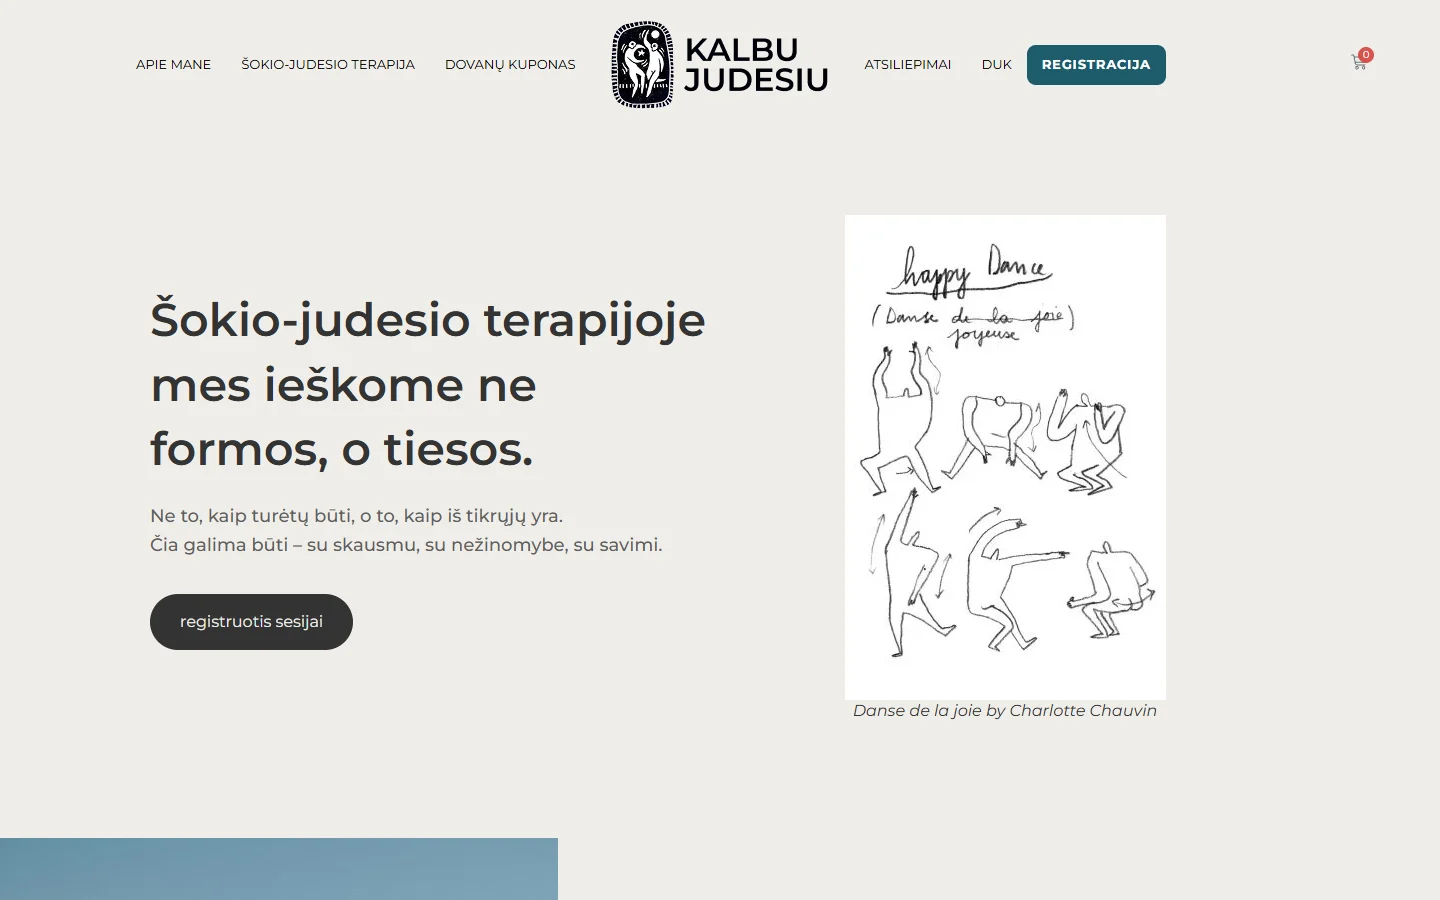 APIE MANE
ŠOKIO-JUDESIO TERAPIJA
DOVANŲ KUPONAS
KALBU
JUDESIU
ATSILIEPIMAI
DUK
REGISTRACIJA
0
happy Dance
(Danse de la joie)
joyeuse
Šokio-judesio terapijoje
mes ieškome ne
formos, o tiesos.
Ne to, kaip turėtų būti, o to, kaip iš tikrųjų yra.
Čia galima būti – su skausmu, su nežinomybe, su savimi.
registruotis sesijai
Danse de la joie by Charlotte Chauvin